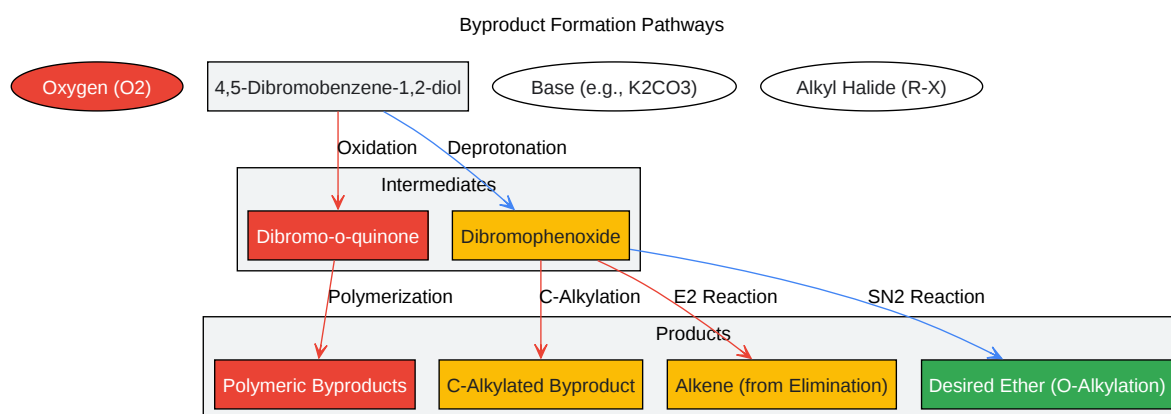 Byproduct Formation Pathways
Oxygen (O2)
4,5-Dibromobenzene-1,2-diol
Base (e.g., K2CO3)
Alkyl Halide (R-X)
Oxidation
Deprotonation
Intermediates
Dibromo-o-quinone
Dibromophenoxide
Polymerization
C-Alkylation
E2 Reaction
SN2 Reaction
Products
Polymeric Byproducts
C-Alkylated Byproduct
Alkene (from Elimination)
Desired Ether (O-Alkylation)